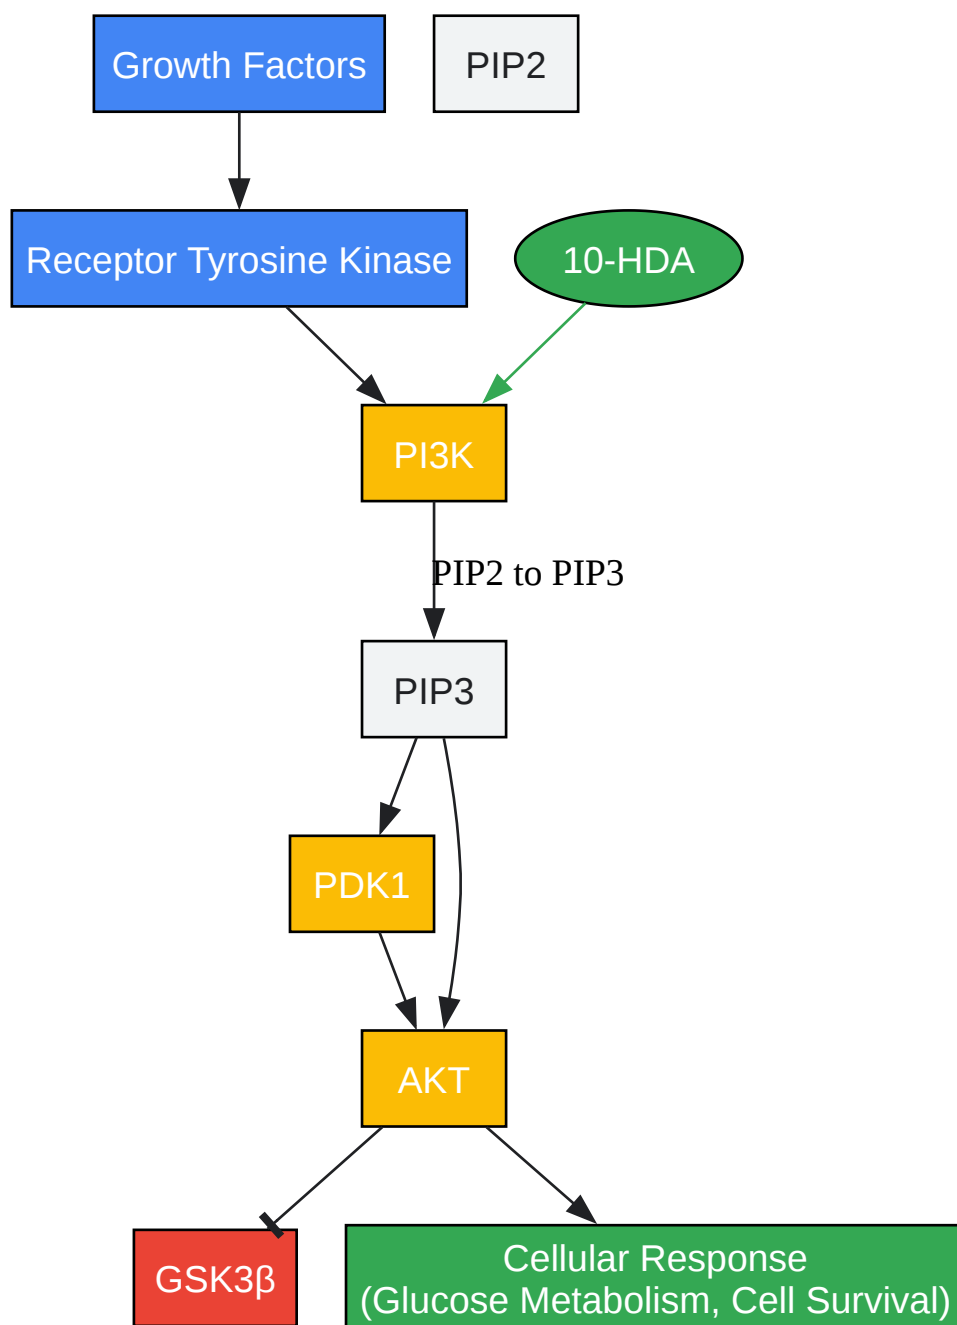 Growth Factors
PIP2
Receptor Tyrosine Kinase
10-HDA
PI3K
PIP2 to PIP3
PIP3
PDK1
AKT
GSK3β
Cellular Response
(Glucose Metabolism, Cell Survival)